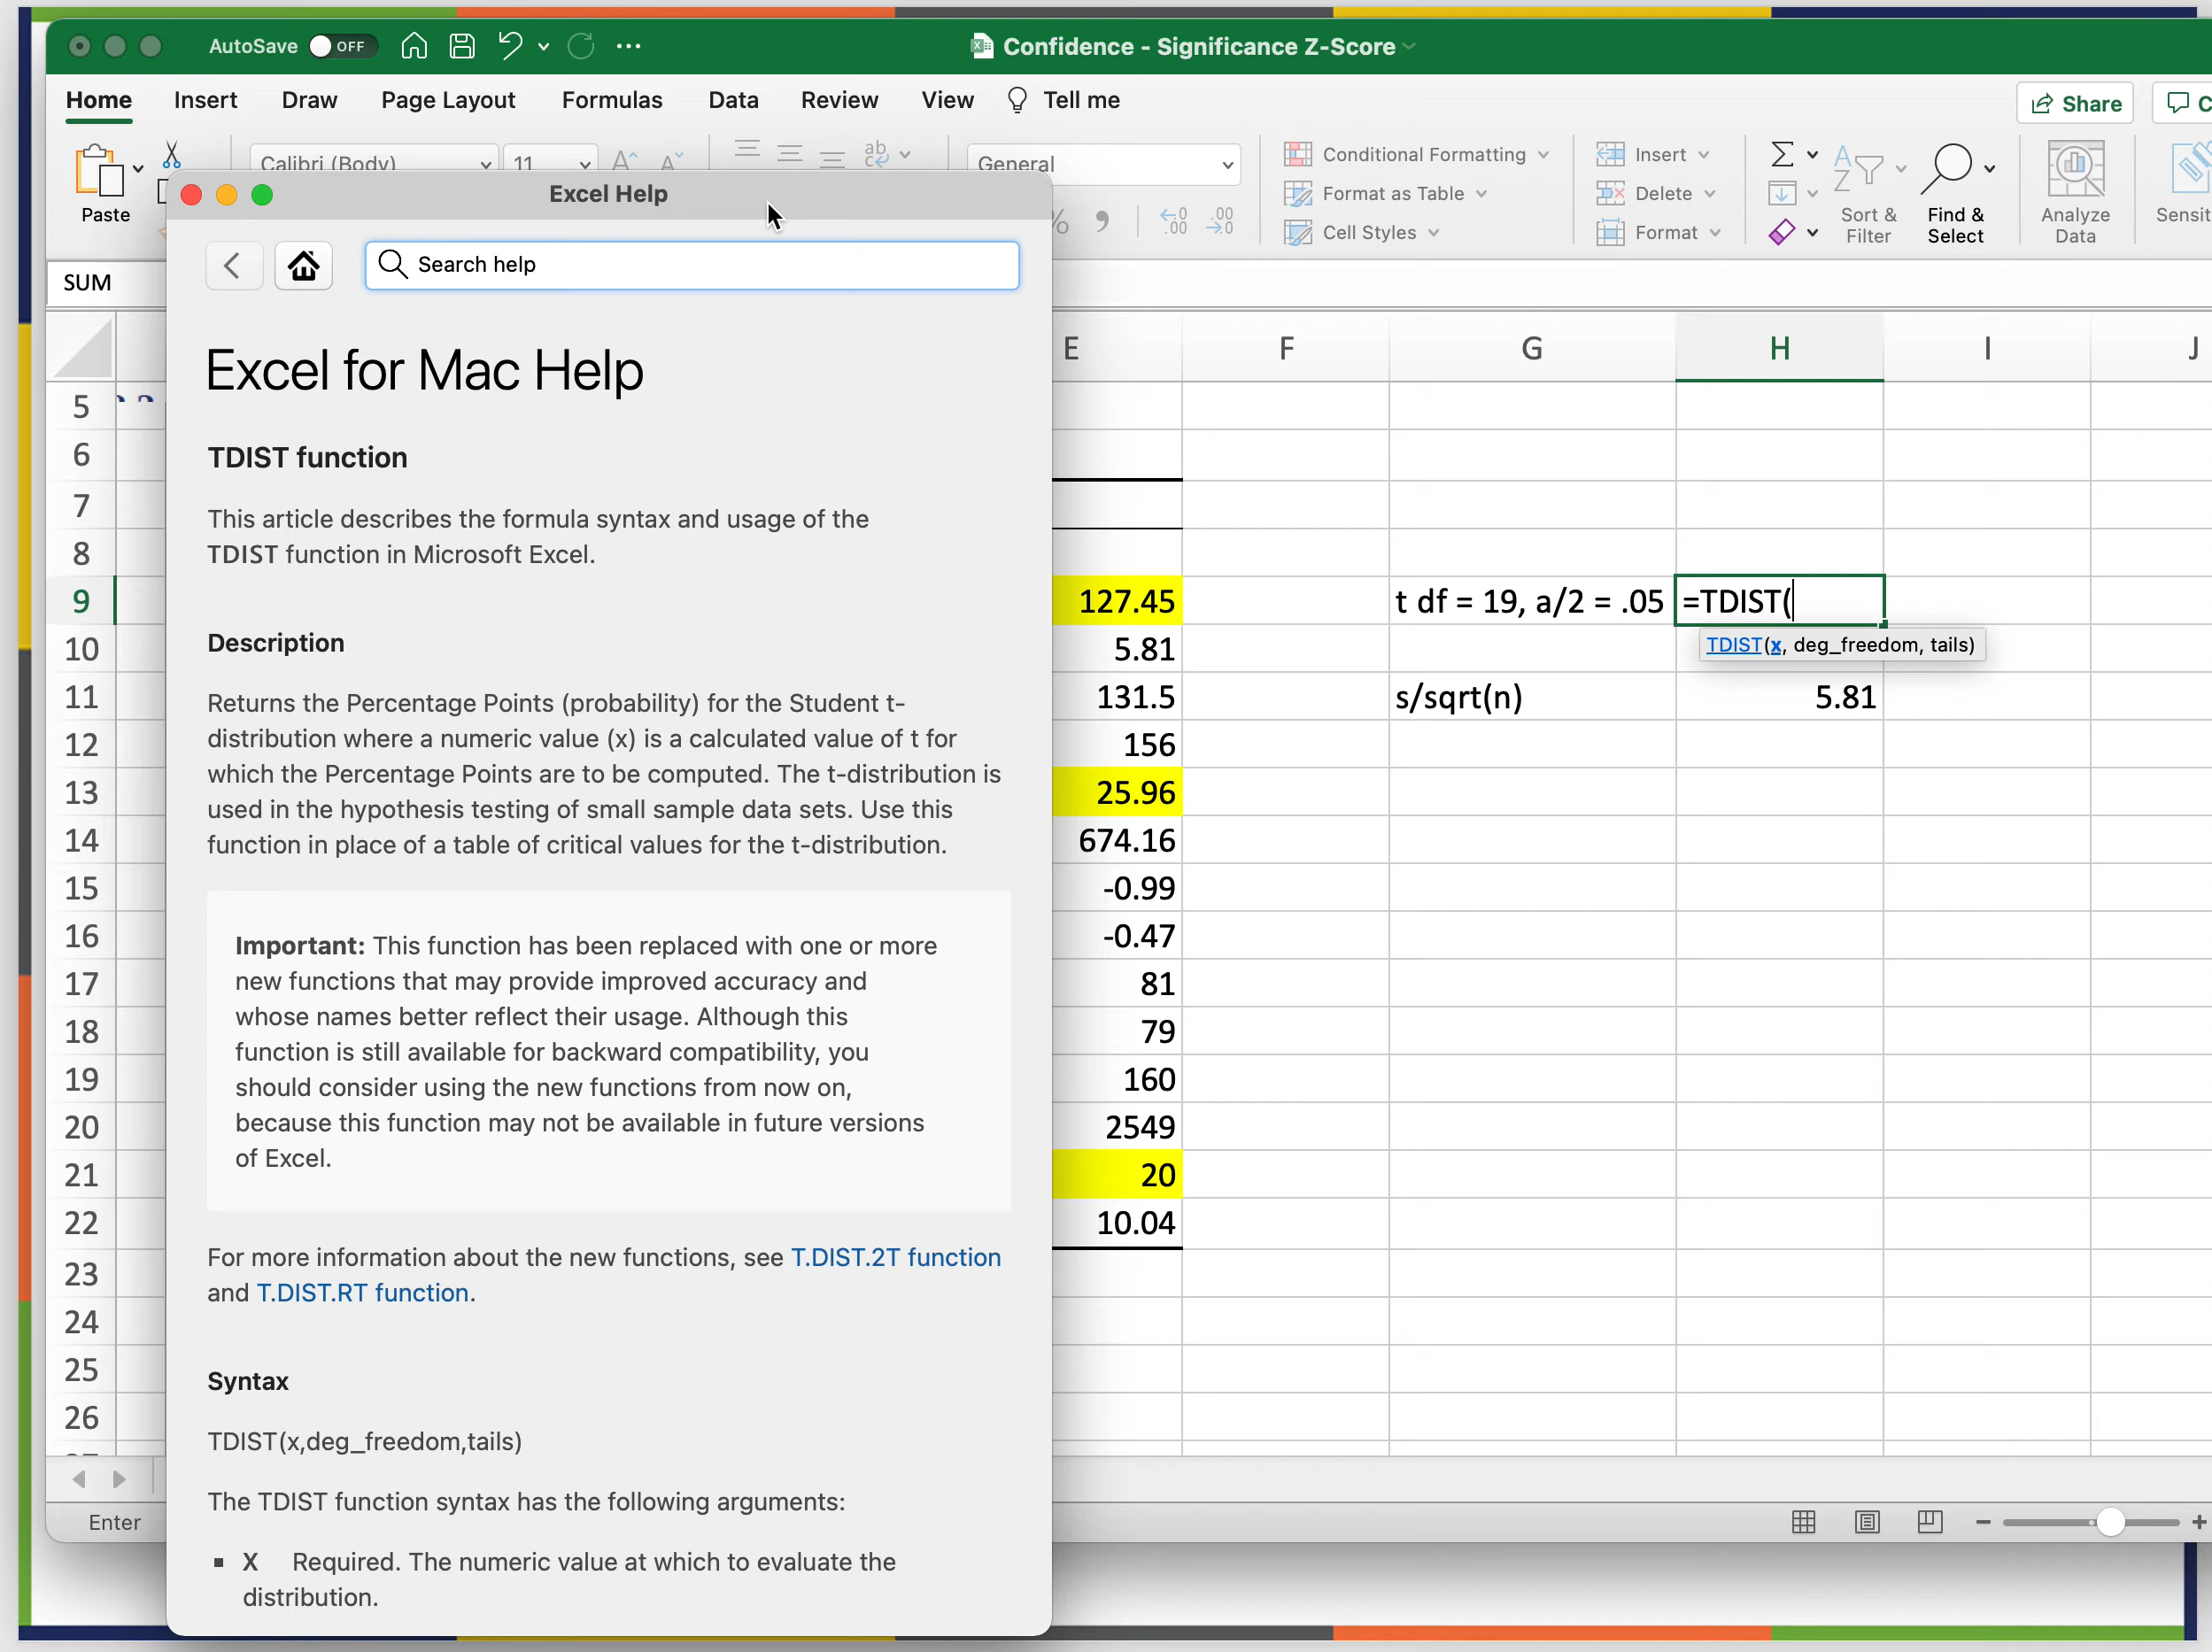 AutoSave OFF
Confidence - Significance Z-Score
Home Insert Draw Page Layout Formulas Data Review View Tell me
Share
Paste
Calibri (Body) 11
General
Conditional Formatting
Format as Table
Cell Styles
Insert
Delete
Format
Sort & Filter
Find & Select
Analyze Data
SUM
Excel Help
Search help
Excel for Mac Help
TDIST function
This article describes the formula syntax and usage of the
TDIST function in Microsoft Excel.
Description
Returns the Percentage Points (probability) for the Student t-
distribution where a numeric value (x) is a calculated value of t for
which the Percentage Points are to be computed. The t-distribution is
used in the hypothesis testing of small sample data sets. Use this
function in place of a table of critical values for the t-distribution.
Important: This function has been replaced with one or more
new functions that may provide improved accuracy and
whose names better reflect their usage. Although this
function is still available for backward compatibility, you
should consider using the new functions from now on,
because this function may not be available in future versions
of Excel.
For more information about the new functions, see T.DIST.2T function
and T.DIST.RT function.
Syntax
TDIST(x,deg_freedom,tails)
The TDIST function syntax has the following arguments:
▪ X Required. The numeric value at which to evaluate the
distribution.
E F G H I J
5
6
7
8
9 127.45 t df = 19, a/2 = .05 =TDIST(
TDIST(x, deg_freedom, tails)
10 5.81
11 131.5 s/sqrt(n) 5.81
12 156
13 25.96
14 674.16
15 -0.99
16 -0.47
17 81
18 79
19 160
20 2549
21 20
22 10.04
23
24
25
26
Enter